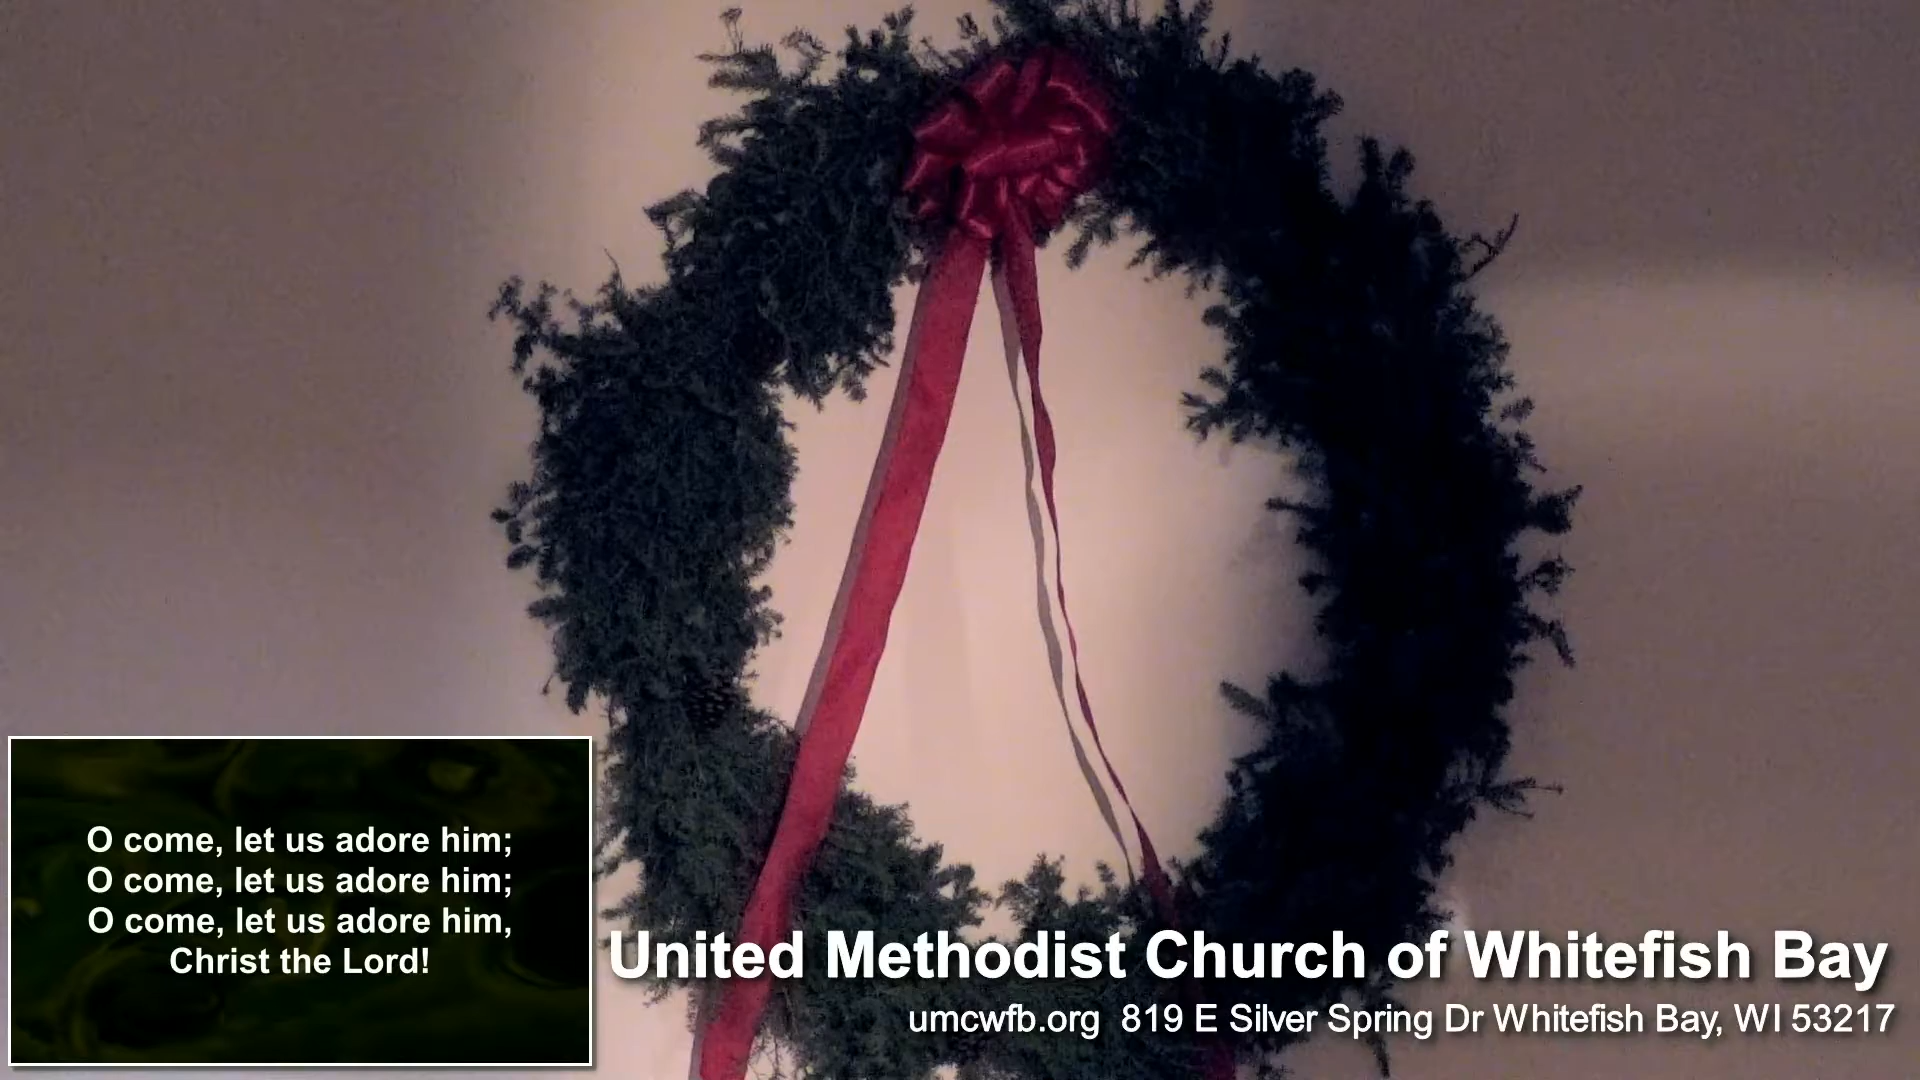 O come, let us adore him;
O come, let us adore him;
O come, let us adore him,
Christ the Lord!
United Methodist Church of Whitefish Bay
umcwfb.org 819 E Silver Spring Dr Whitefish Bay, WI 53217